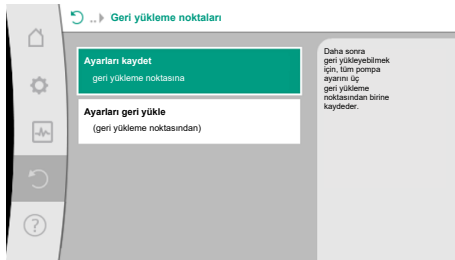 .. Geri yükleme noktaları
Ayarları kaydet
geri yükleme noktasına
Ayarları geri yükle
(geri yükleme noktasından)
Daha sonra
geri yükleyebilmek
için, tüm pompa
ayarını üç
geri yükleme
noktasından birine
kaydeder.
?